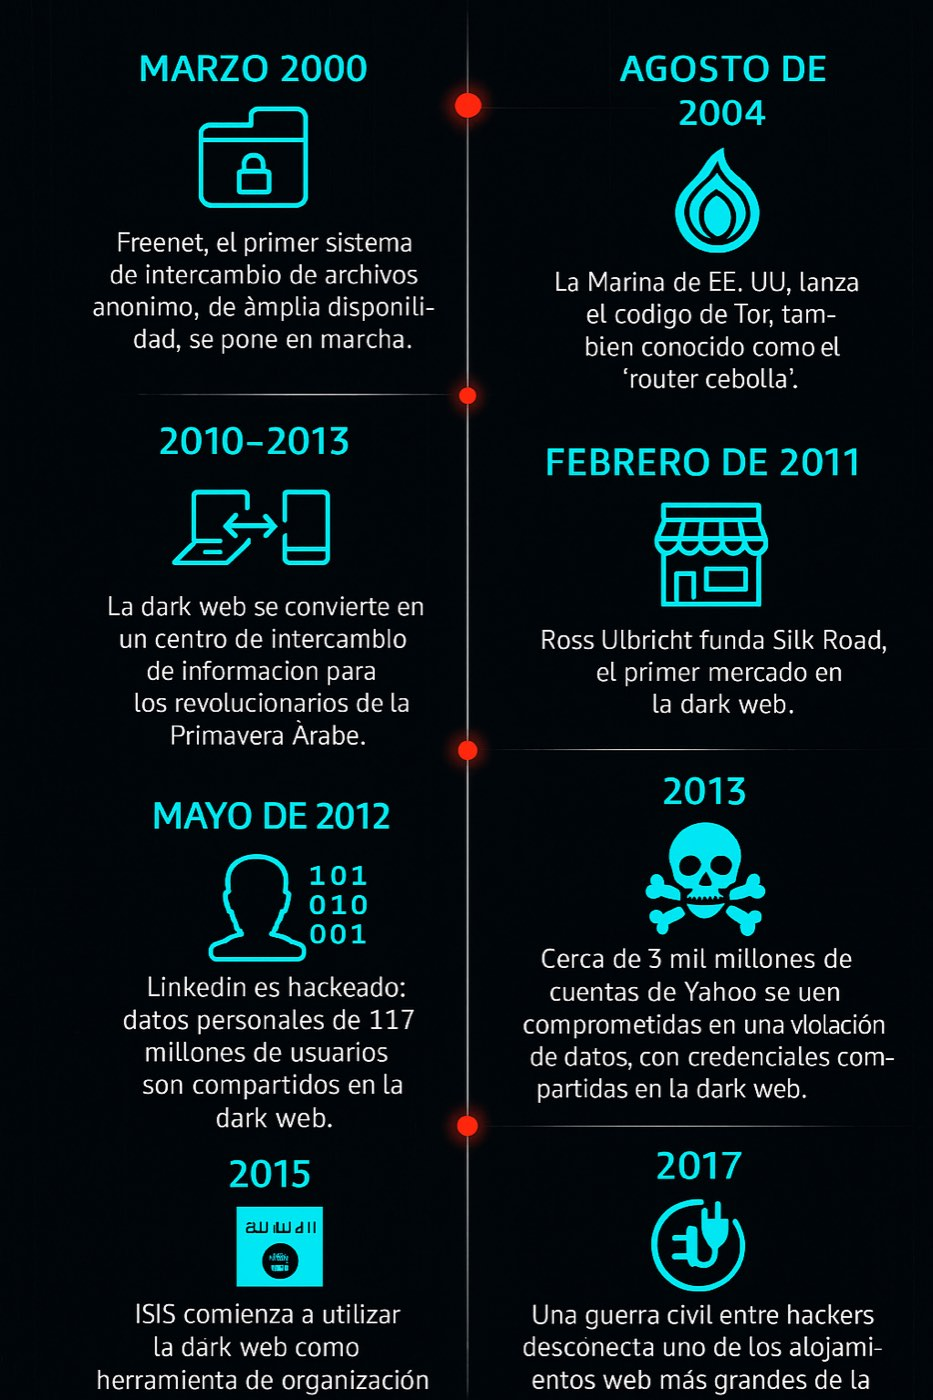 MARZO 2000
Freenet, el primer sistema
de intercambio de archivos
anonimo, de àmplia disponili-
dad, se pone en marcha.
AGOSTO DE
2004
La Marina de EE. UU, lanza
el codigo de Tor, tam-
bien conocido como el
‘router cebolla’.
2010–2013
La dark web se convierte en
un centro de intercamblo
de informacion para
los revolucionarios de la
Primavera Àrabe.
FEBRERO DE 2011
Ross Ulbricht funda Silk Road,
el primer mercado en
la dark web.
MAYO DE 2012
101
010
001
Linkedin es hackeado:
datos personales de 117
millones de usuarios
son compartidos en la
dark web.
2013
Cerca de 3 mil millones de
cuentas de Yahoo se uen
comprometidas en una vlolación
de datos, con credenciales com-
partidas en la dark web.
2015
ISIS comienza a utilizar
la dark web como
herramienta de organización
2017
Una guerra civil entre hackers
desconecta uno de los alojami-
entos web más grandes de la